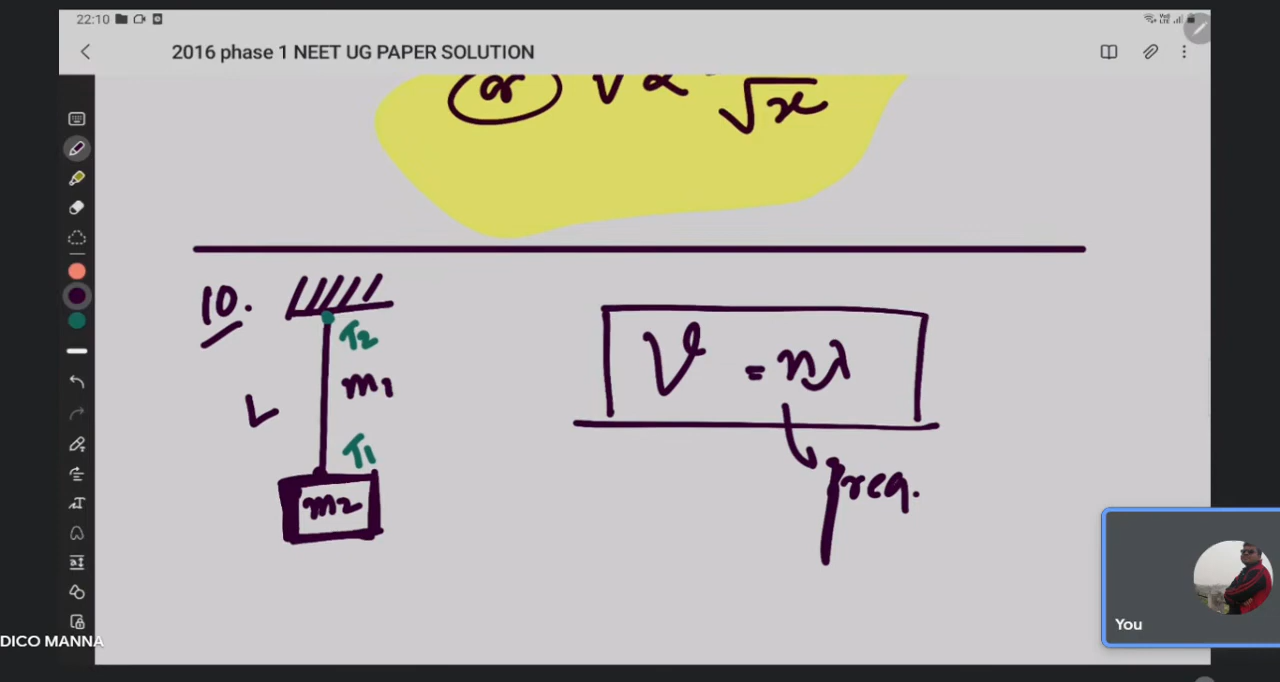 22:10
2016 phase 1 NEET UG PAPER SOLUTION
α V α √x
10.
T2
m1
L
T1
m2
V = nλ
freq.
You
DICO MANNA